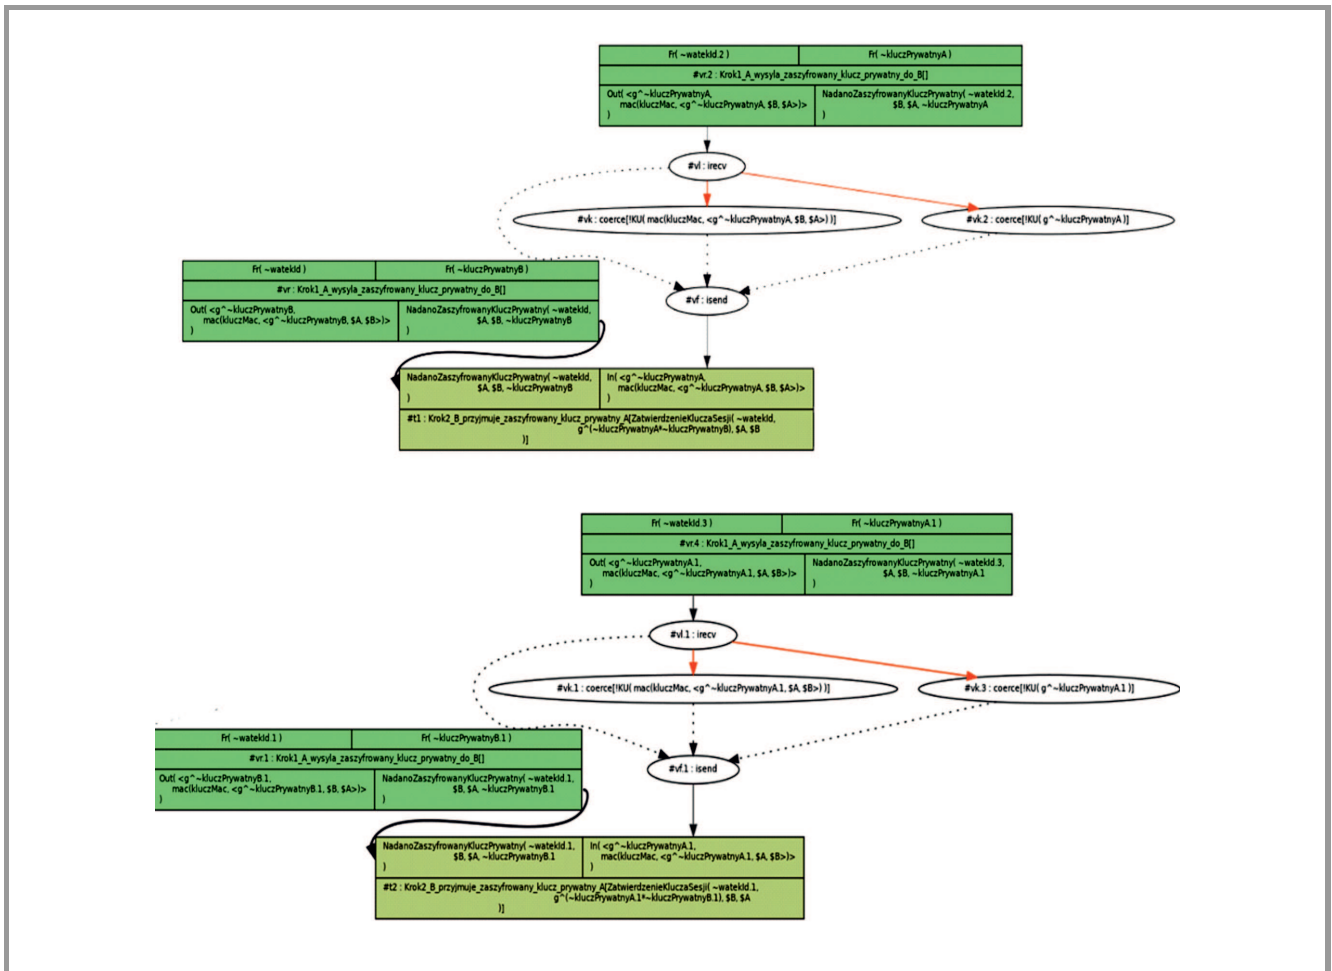 Fr( ~watekId.2 ) Fr( ~kluczPrywatnyA )
#vr.2 : Krok1_A_wysyla_zaszyfrowany_klucz_prywatny_do_B[]
Out( <g^~kluczPrywatnyA, NadanoZaszyfrowanyKluczPrywatny( ~watekId.2,
mac(kluczMac, <g^~kluczPrywatnyA, $B, $A>)> $B, $A, ~kluczPrywatnyA
) )
#vl : irecv
#vk : coerce[!KU( mac(kluczMac, <g^~kluczPrywatnyA, $B, $A>) )] #vk.2 : coerce[!KU( g^~kluczPrywatnyA )]
Fr( ~watekId ) Fr( ~kluczPrywatnyB )
#vr : Krok1_A_wysyla_zaszyfrowany_klucz_prywatny_do_B[]
Out( <g^~kluczPrywatnyB, NadanoZaszyfrowanyKluczPrywatny( ~watekId,
mac(kluczMac, <g^~kluczPrywatnyB, $A, $B>)> $A, $B, ~kluczPrywatnyB
) )
#vf : isend
NadanoZaszyfrowanyKluczPrywatny( ~watekId, In( <g^~kluczPrywatnyA,
$A, $B, ~kluczPrywatnyB mac(kluczMac, <g^~kluczPrywatnyA, $B, $A>)>
) )
#t1 : Krok2_B_przyjmuje_zaszyfrowany_klucz_prywatny_A[ZatwierdzenieKluczaSesji( ~watekId,
g^(~kluczPrywatnyA*~kluczPrywatnyB), $A, $B
)]
Fr( ~watekId.3 ) Fr( ~kluczPrywatnyA.1 )
#vr.4 : Krok1_A_wysyla_zaszyfrowany_klucz_prywatny_do_B[]
Out( <g^~kluczPrywatnyA.1, NadanoZaszyfrowanyKluczPrywatny( ~watekId.3,
mac(kluczMac, <g^~kluczPrywatnyA.1, $A, $B>)> $A, $B, ~kluczPrywatnyA.1
) )
#vl.1 : irecv
#vk.1 : coerce[!KU( mac(kluczMac, <g^~kluczPrywatnyA.1, $A, $B>) )] #vk.3 : coerce[!KU( g^~kluczPrywatnyA.1 )]
Fr( ~watekId.1 ) Fr( ~kluczPrywatnyB.1 )
#vr.1 : Krok1_A_wysyla_zaszyfrowany_klucz_prywatny_do_B[]
Out( <g^~kluczPrywatnyB.1, NadanoZaszyfrowanyKluczPrywatny( ~watekId.1,
mac(kluczMac, <g^~kluczPrywatnyB.1, $B, $A>)> $B, $A, ~kluczPrywatnyB.1
) )
#vf.1 : isend
NadanoZaszyfrowanyKluczPrywatny( ~watekId.1, In( <g^~kluczPrywatnyA.1,
$B, $A, ~kluczPrywatnyB.1 mac(kluczMac, <g^~kluczPrywatnyA.1, $A, $B>)>
) )
#t2 : Krok2_B_przyjmuje_zaszyfrowany_klucz_prywatny_A[ZatwierdzenieKluczaSesji( ~watekId.1,
g^(~kluczPrywatnyA.1*~kluczPrywatnyB.1), $B, $A
)]